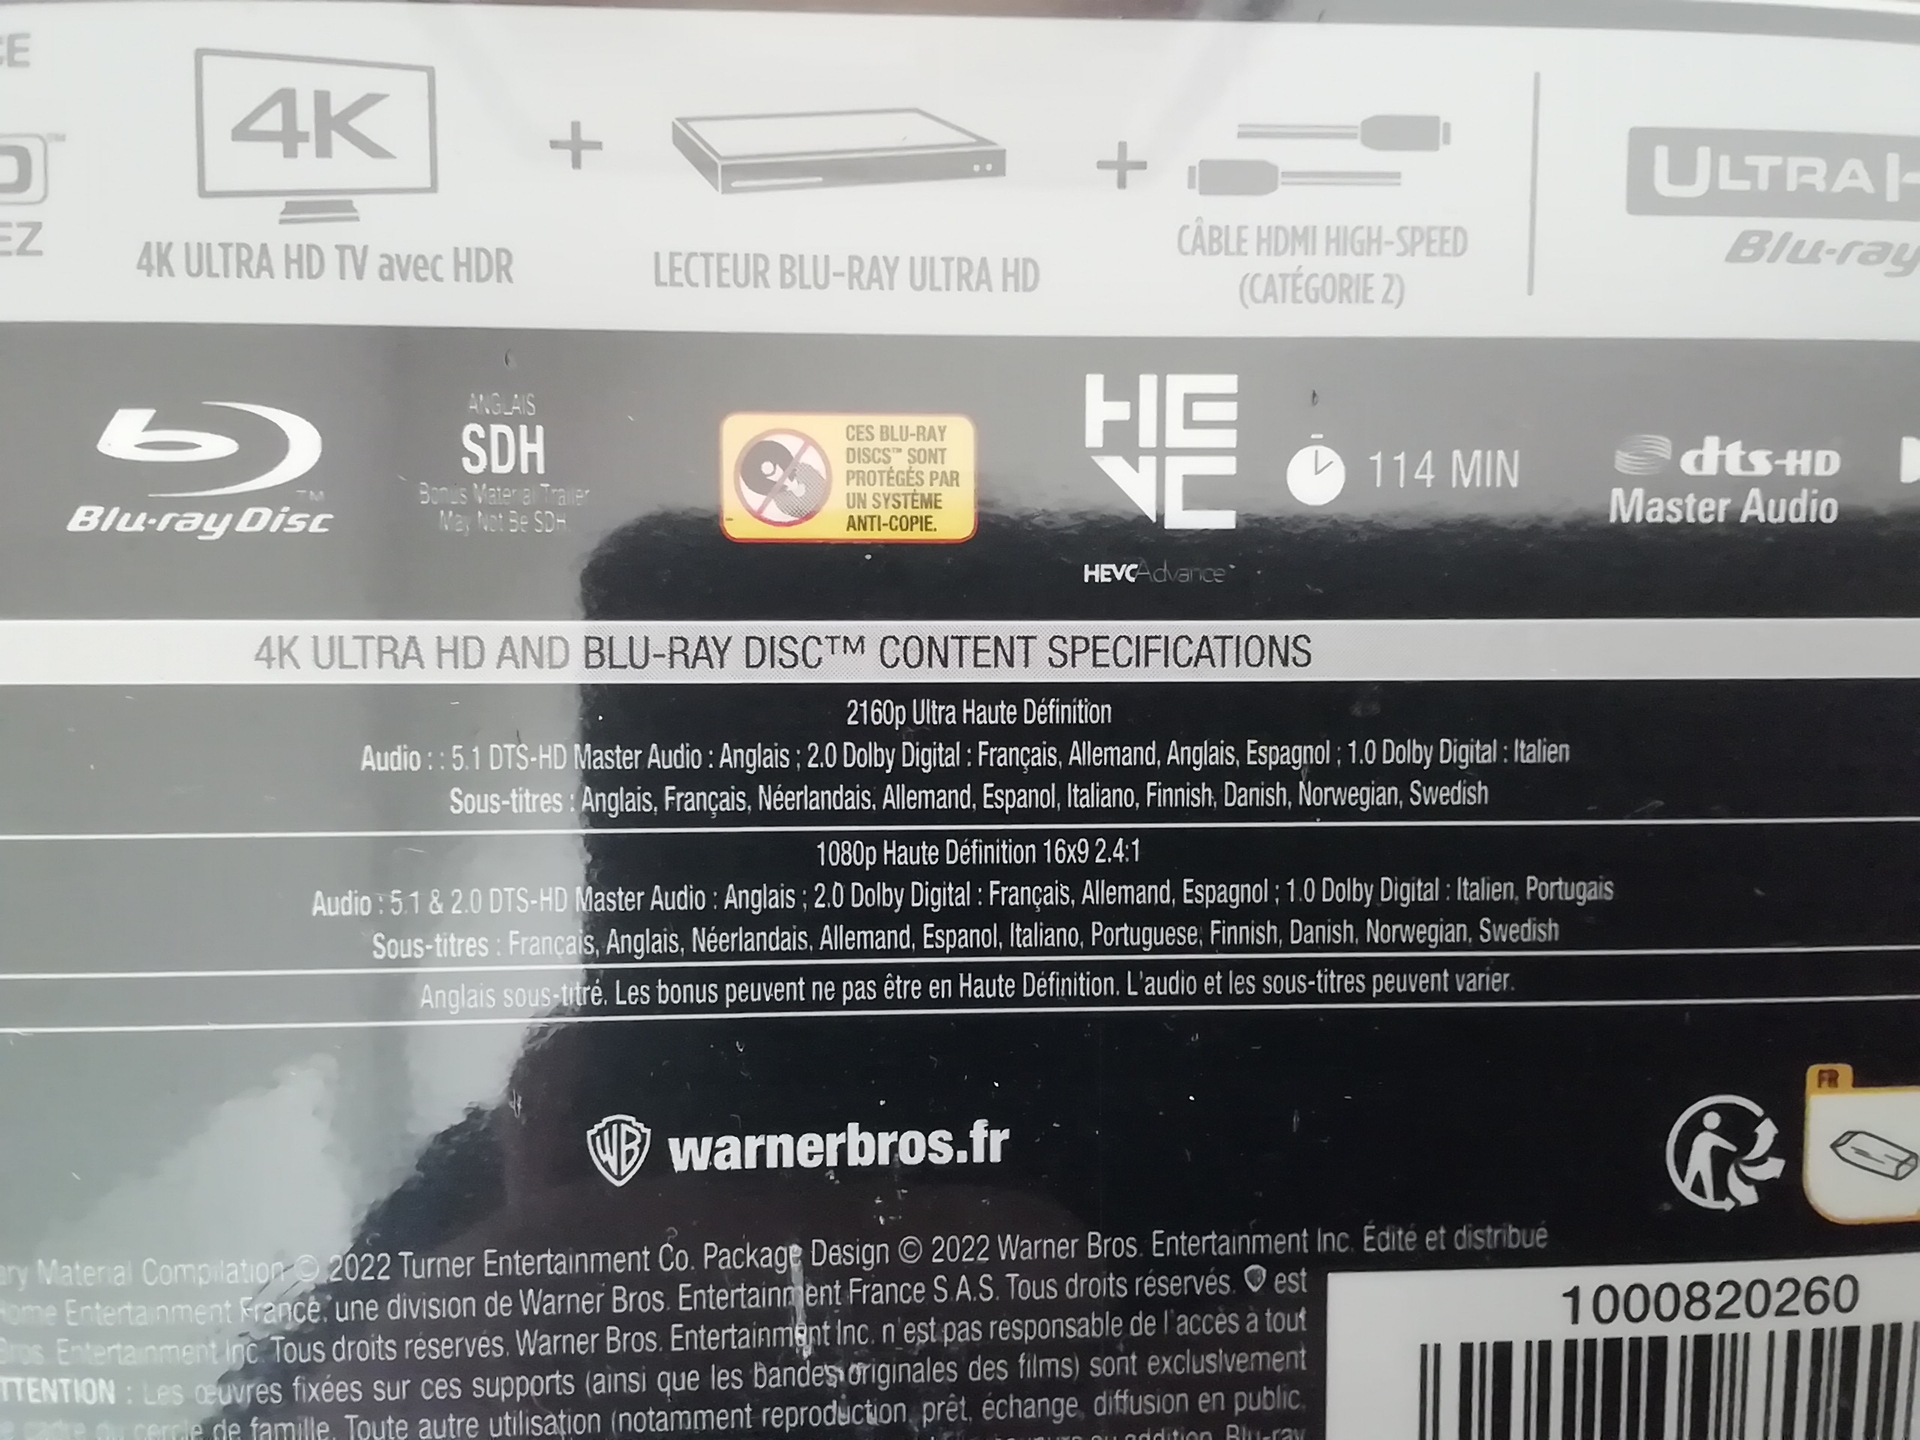 4K
4K ULTRA HD TV avec HDR
LECTEUR BLU-RAY ULTRA HD
CÂBLE HDMI HIGH-SPEED
(CATÉGORIE 2)
ULTRA H
Blu-ray
Blu-ray Disc™
ANGLAIS
SDH
Bonus Material Trailer
May Not Be SDH
CES BLU-RAY
DISCS™ SONT
PROTÉGÉS PAR
UN SYSTÈME
ANTI-COPIE.
HEVC
HEVC Advance
114 MIN
dts-HD
Master Audio
4K ULTRA HD AND BLU-RAY DISC™ CONTENT SPECIFICATIONS
2160p Ultra Haute Définition
Audio : : 5.1 DTS-HD Master Audio : Anglais ; 2.0 Dolby Digital : Français, Allemand, Anglais, Espagnol ; 1.0 Dolby Digital : Italien
Sous-titres : Anglais, Français, Néerlandais, Allemand, Espanol, Italiano, Finnish, Danish, Norwegian, Swedish
1080p Haute Définition 16x9 2.4:1
Audio : 5.1 & 2.0 DTS-HD Master Audio : Anglais ; 2.0 Dolby Digital : Français, Allemand, Espagnol ; 1.0 Dolby Digital : Italien, Portugais
Sous-titres : Français, Anglais, Néerlandais, Allemand, Espanol, Italiano, Portuguese, Finnish, Danish, Norwegian, Swedish
Anglais sous-titré. Les bonus peuvent ne pas être en Haute Définition. L'audio et les sous-titres peuvent varier.
WB warnerbros.fr
FR
Material Compilation © 2022 Turner Entertainment Co. Package Design © 2022 Warner Bros. Entertainment Inc. Édité et distribué
Home Entertainment France, une division de Warner Bros. Entertainment France S.A.S. Tous droits réservés. est
Bros. Entertainment Inc. Tous droits réservés. Warner Bros. Entertainment Inc. n'est pas responsable de l'accès à tout
TTENTION : Les œuvres fixées sur ces supports (ainsi que les bandes originales des films) sont exclusivement
cadre du cercle de famille. Toute autre utilisation (notamment reproduction, prêt, échange, diffusion en public,
1000820260